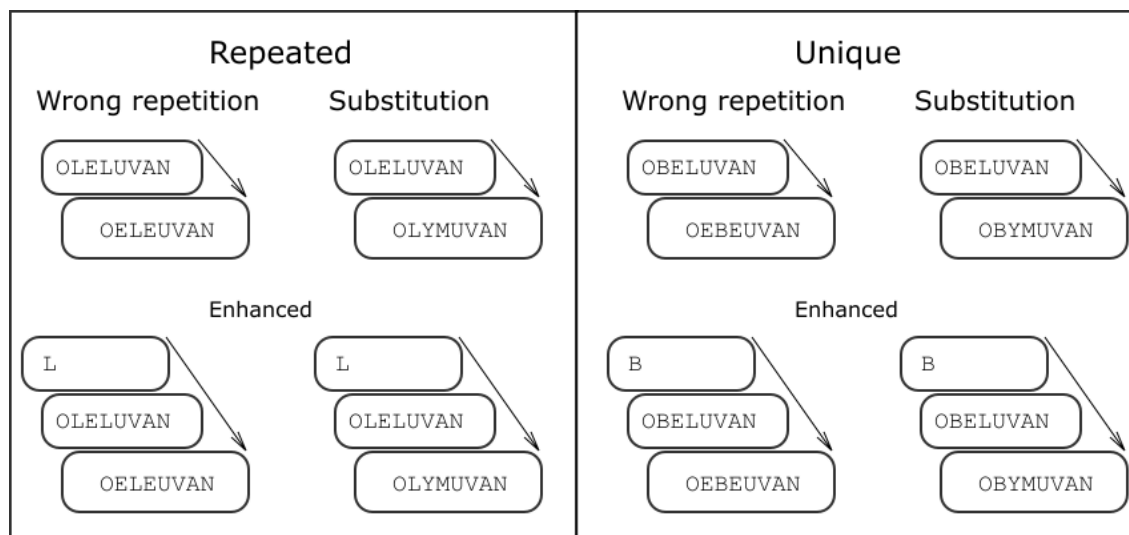 Repeated
Wrong repetition Substitution
OLELUVAN OLELUVAN
OELEUVAN OLYMUVAN
Enhanced
L L
OLELUVAN OLELUVAN
OELEUVAN OLYMUVAN
Unique
Wrong repetition Substitution
OBELUVAN OBELUVAN
OEBEUVAN OBYMUVAN
Enhanced
B B
OBELUVAN OBELUVAN
OEBEUVAN OBYMUVAN